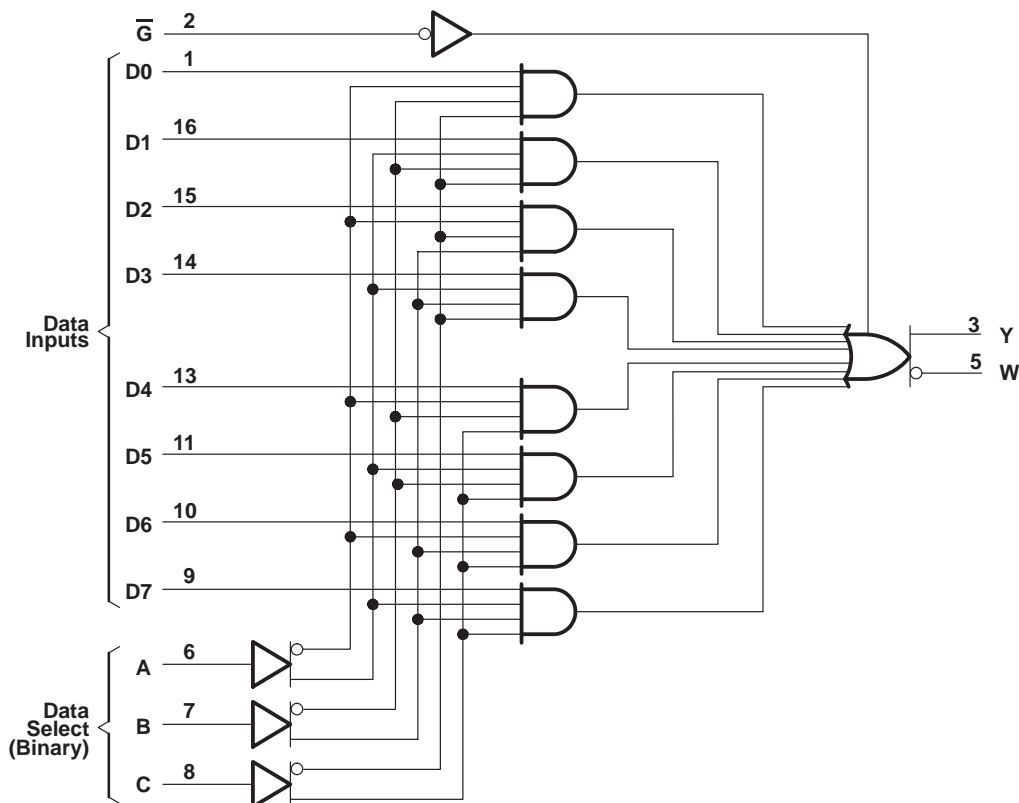 G̅ 2
D0 1
D1 16
D2 15
D3 14
Data
Inputs
D4 13
D5 11
D6 10
D7 9
3 Y
5 W
A 6
B 7
C 8
Data
Select
(Binary)